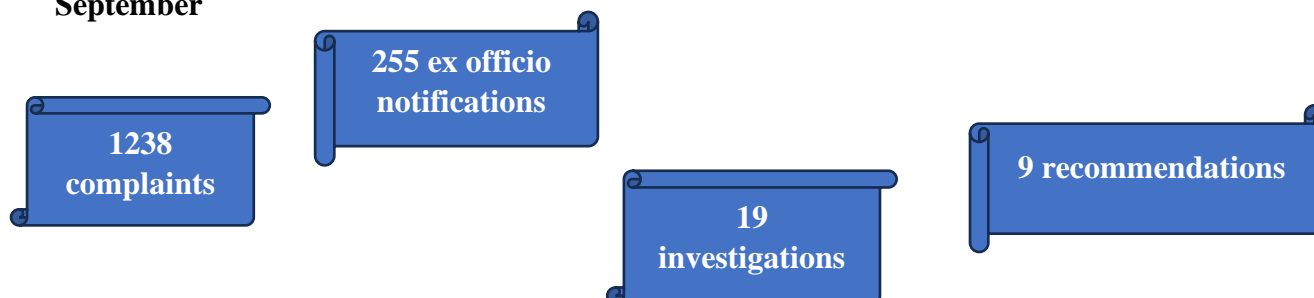 September
255 ex officio
notifications
1238
complaints
9 recommendations
19
investigations